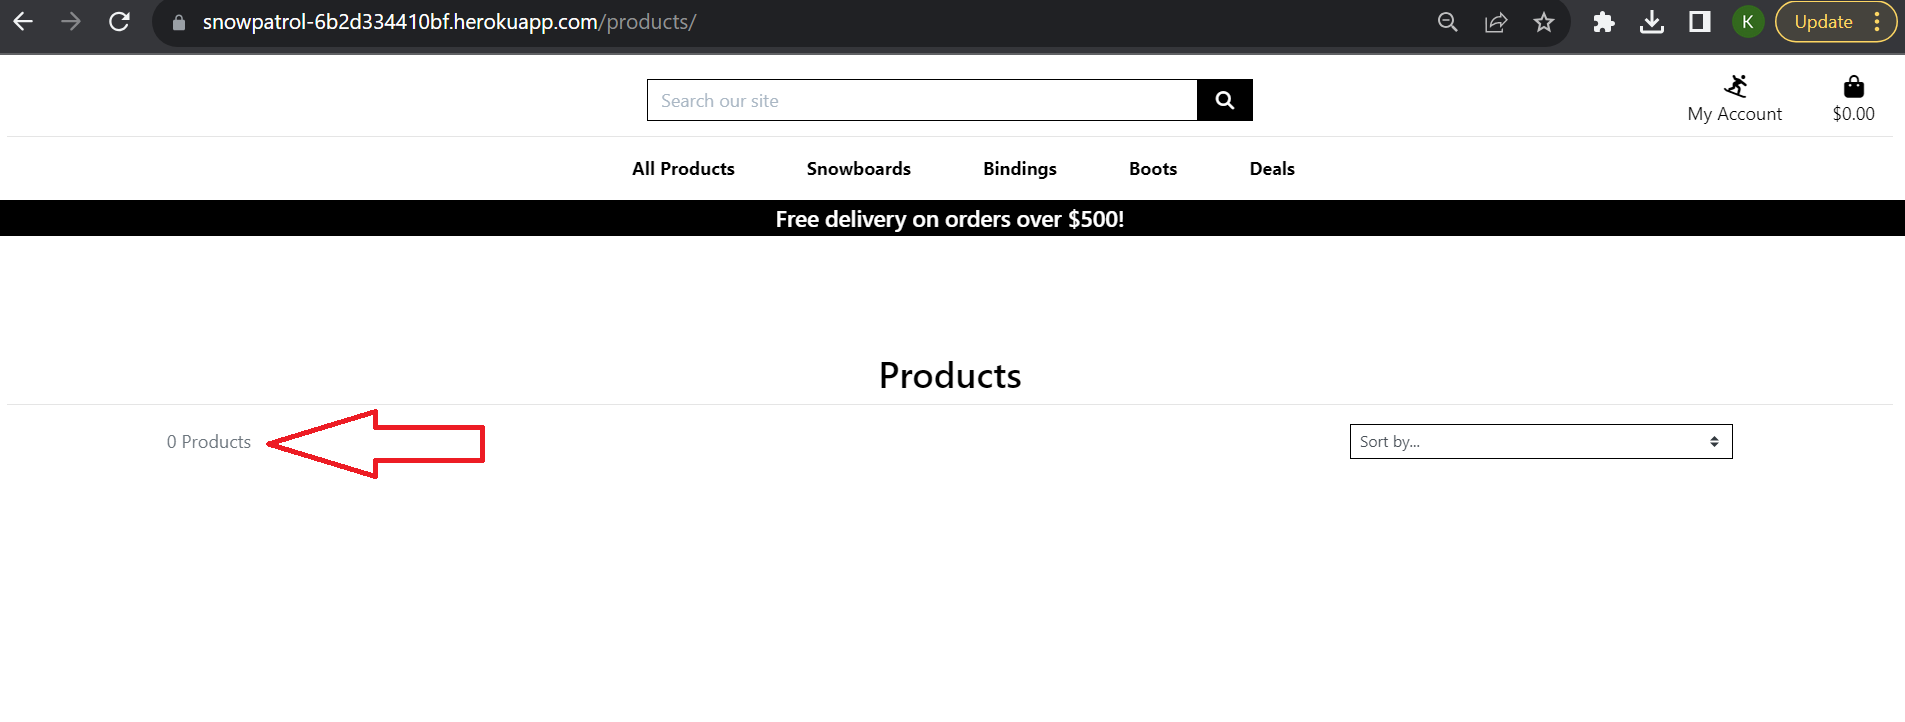 snowpatrol-6b2d334410bf.herokuapp.com/products/
K
Update
Search our site
My Account
$0.00
All Products Snowboards Bindings Boots Deals
Free delivery on orders over $500!
Products
0 Products
Sort by...